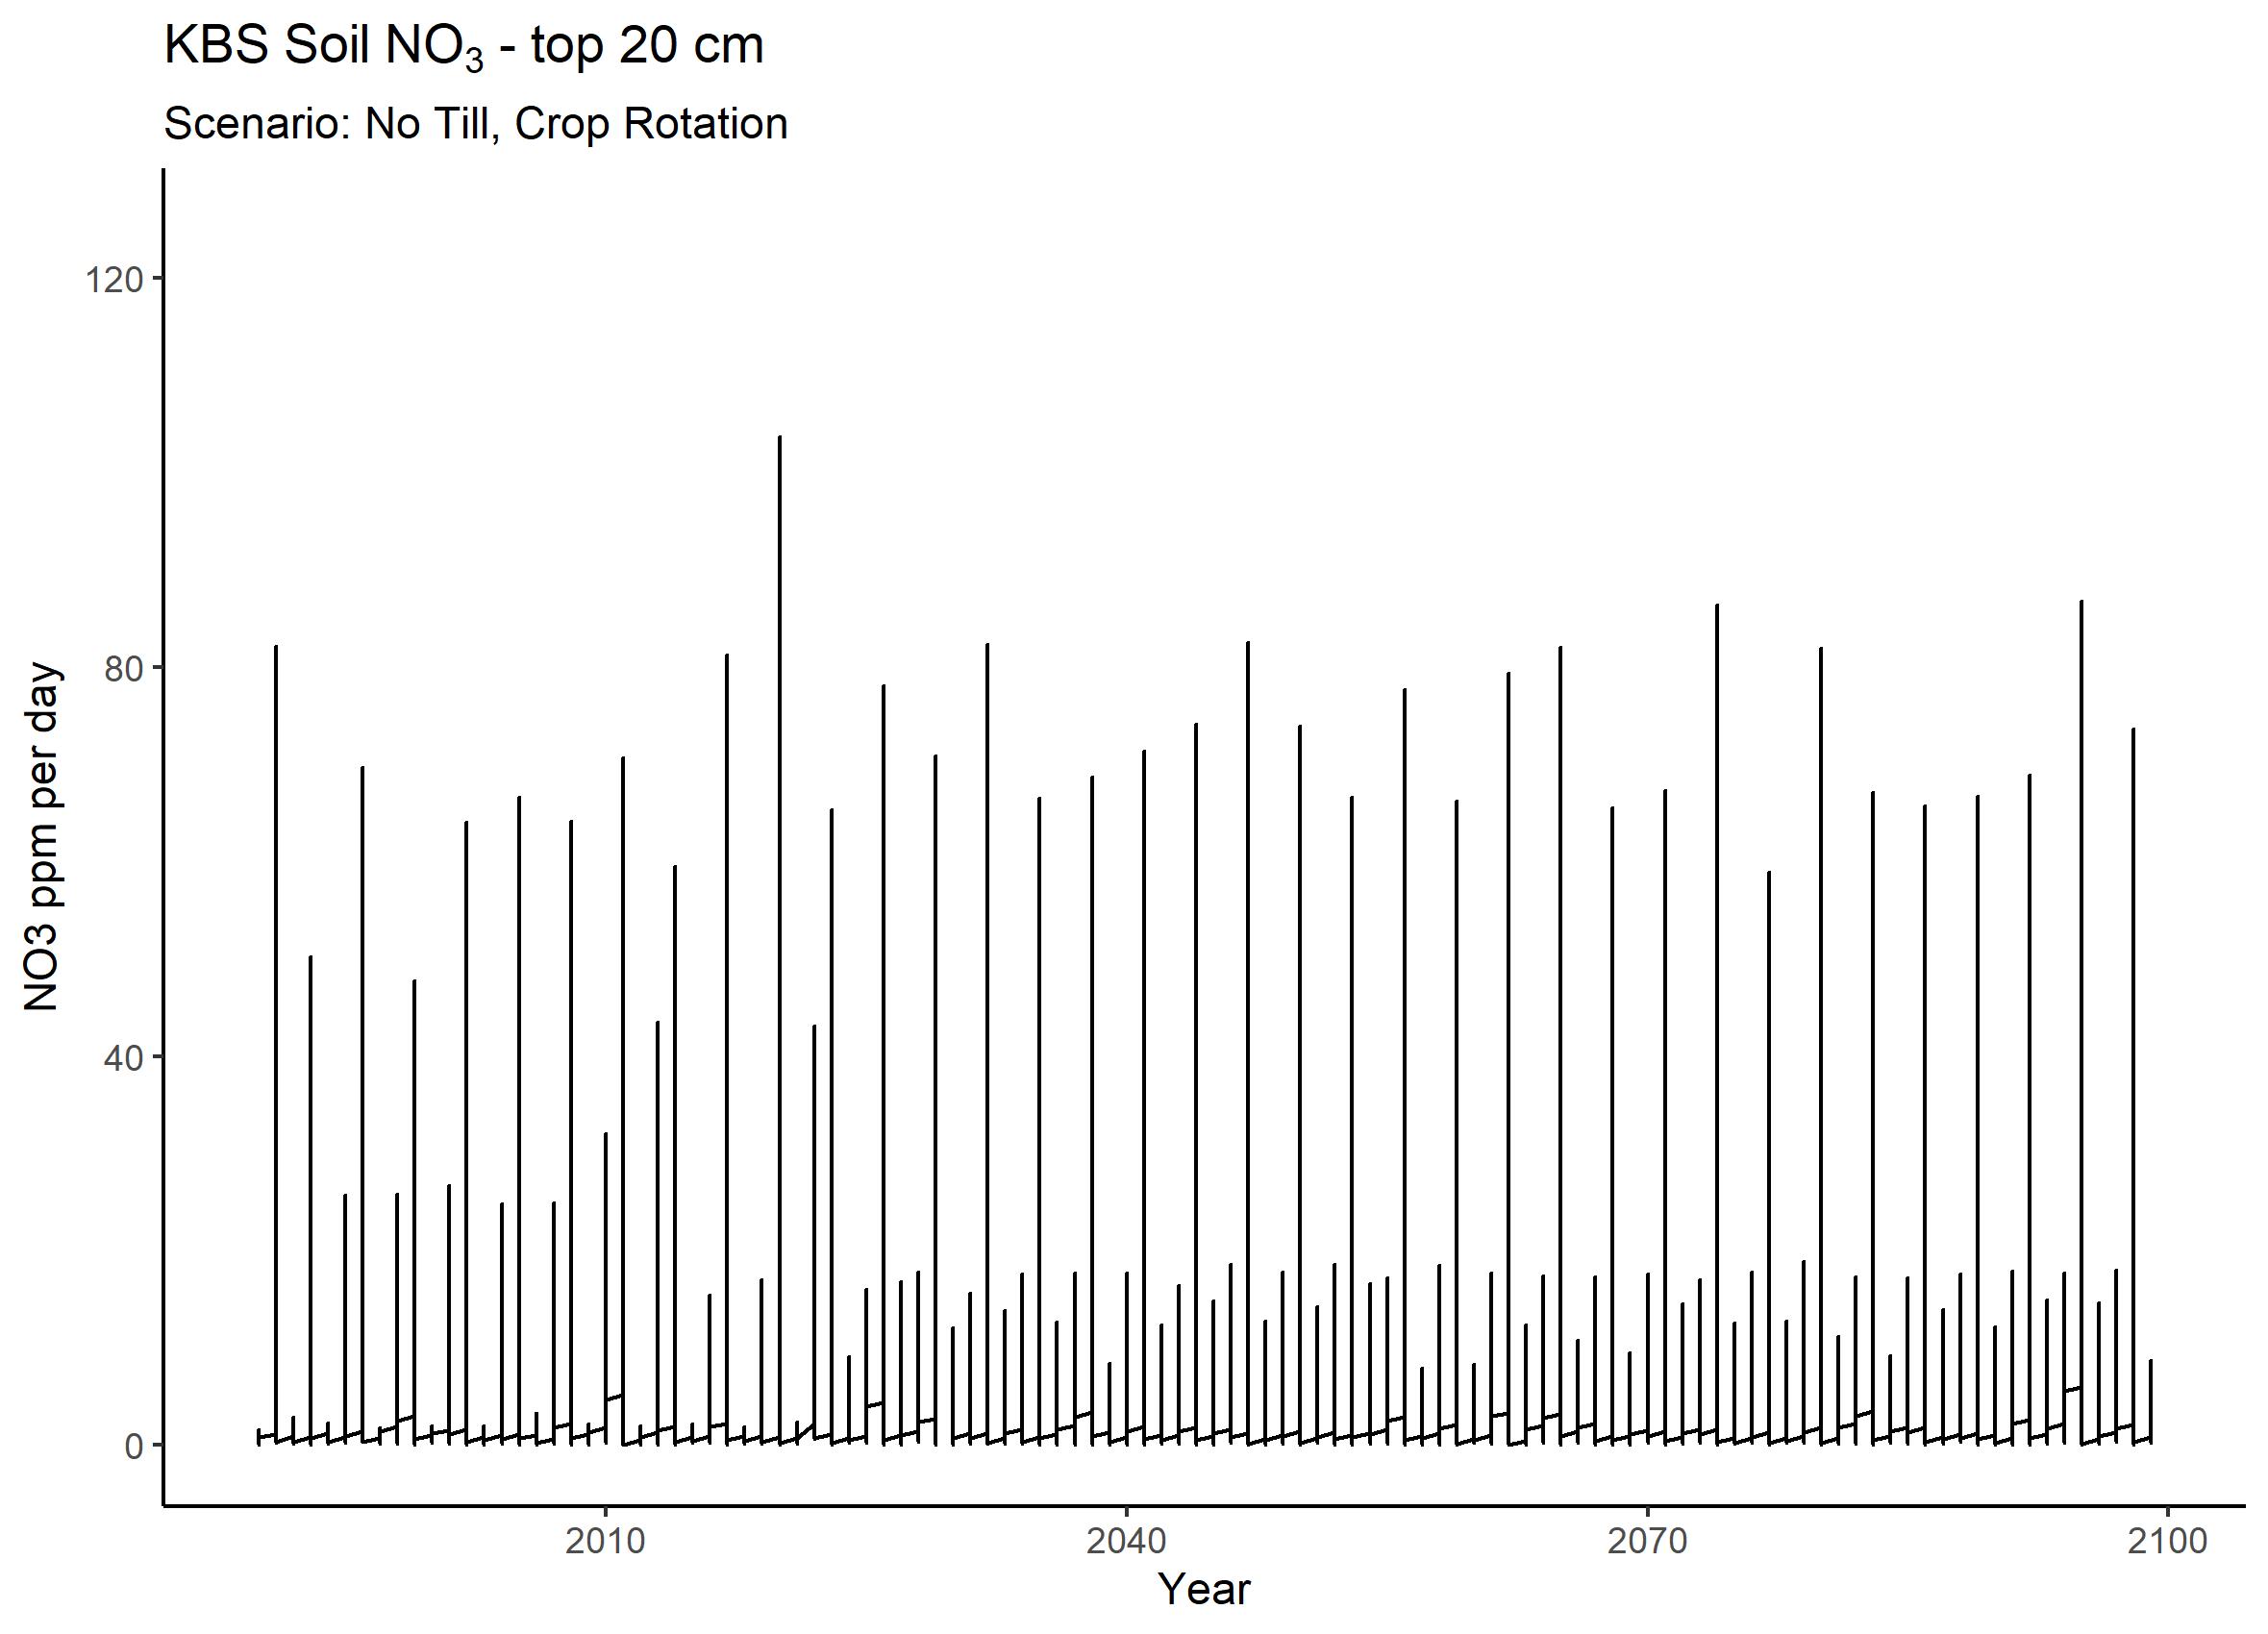 KBS Soil NO₃ - top 20 cm
Scenario: No Till, Crop Rotation
NO3 ppm per day
120
80
40
0
2010 2040 2070 2100
Year